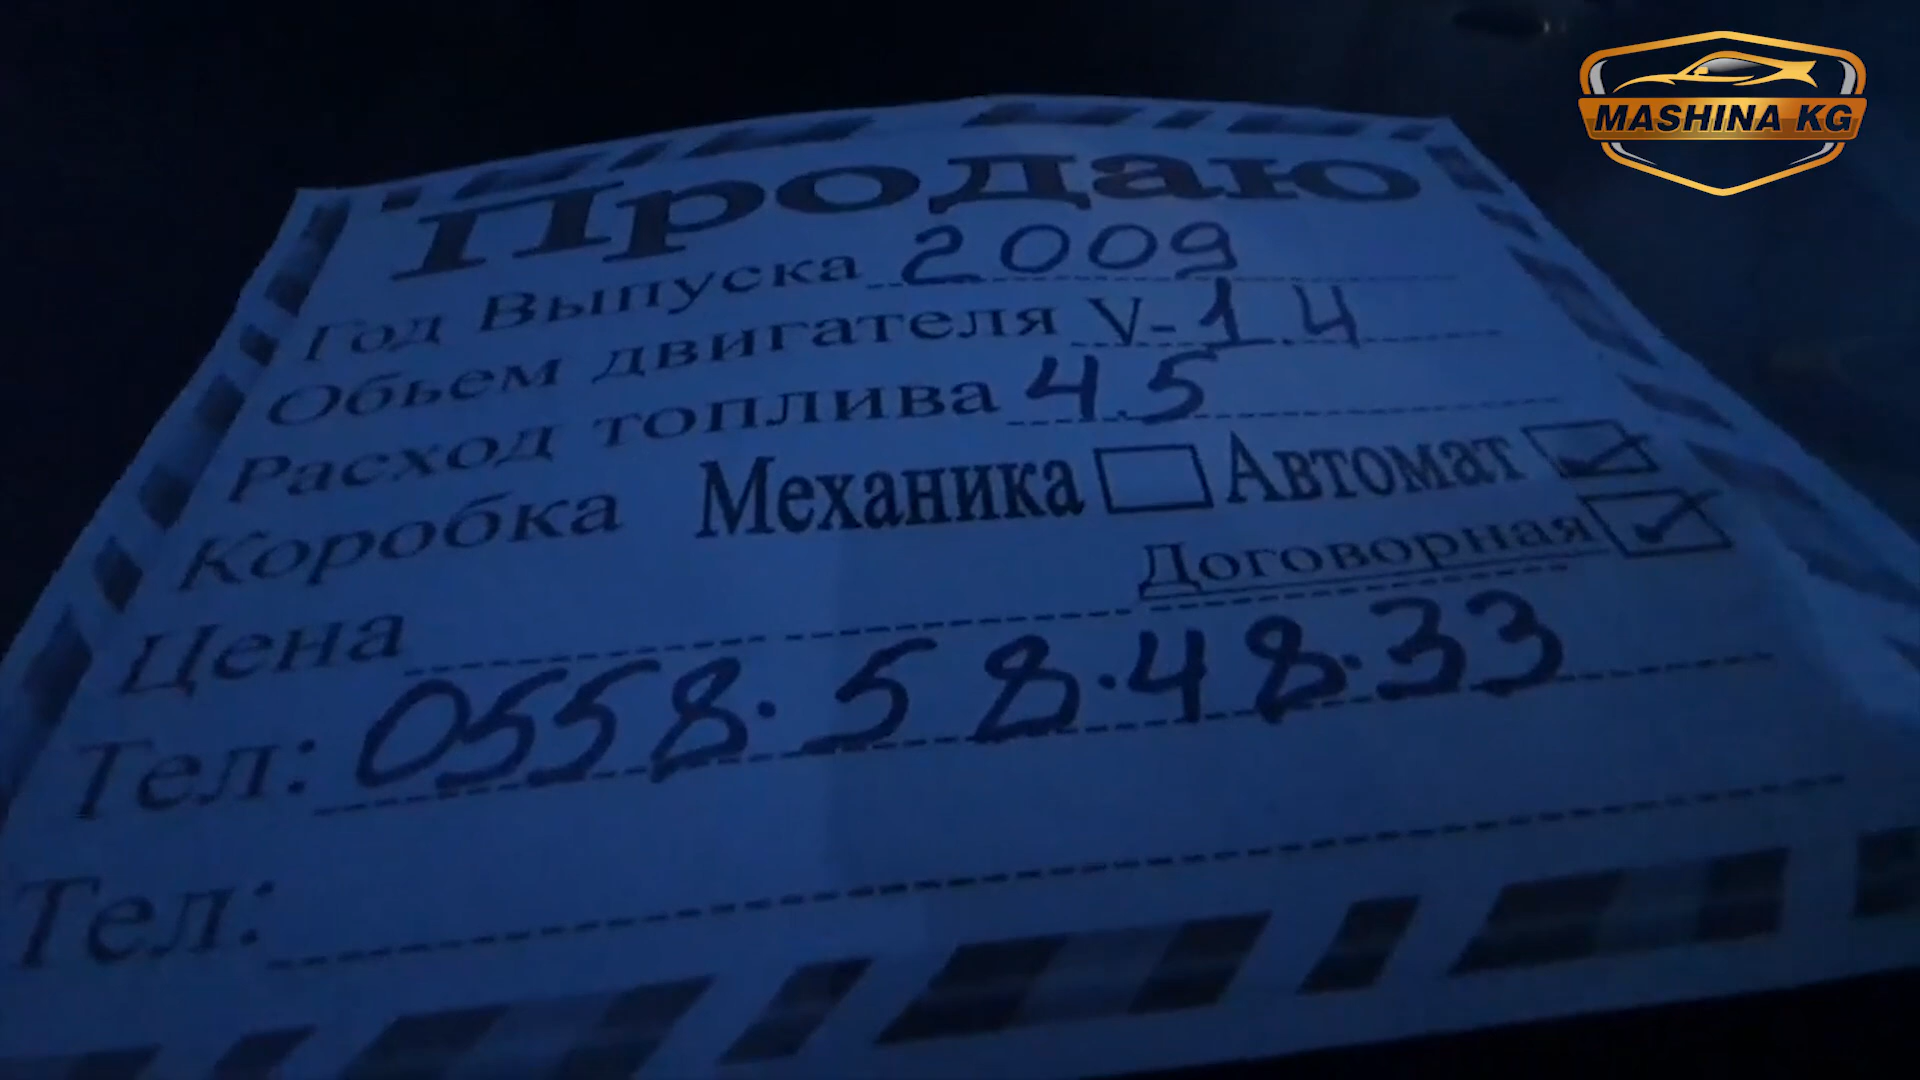 MASHINA KG
Продаю
Год Выпуска 2009
Обьем двигателя V-1.4
Расход топлива 4.5
Коробка Механика Автомат
Договорная
Цена
Тел: 0558.58.48.33
Тел: